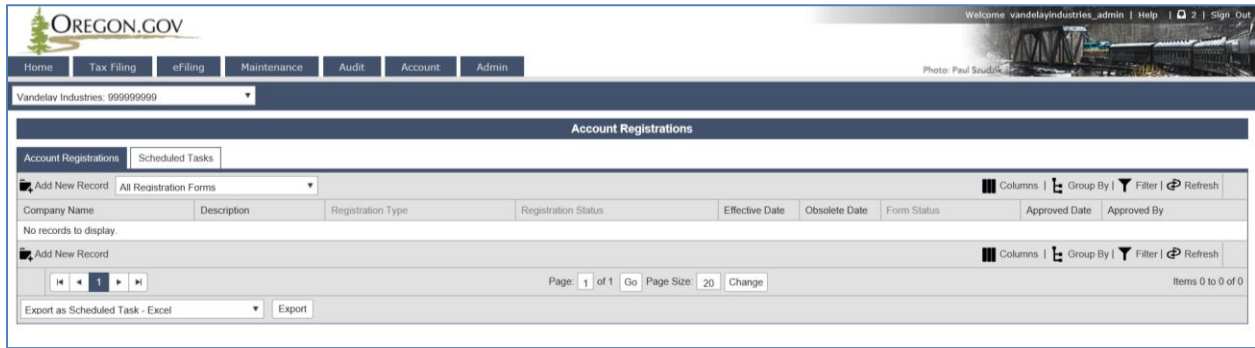 OREGON.GOV
Welcome vandelayindustries_admin | Help | 2 | Sign Out
Home Tax Filing eFiling Maintenance Audit Account Admin
Photo: Paul Szudzik
Vandelay Industries: 999999999
Account Registrations
Account Registrations Scheduled Tasks
Add New Record All Registration Forms Columns | Group By | Filter | Refresh
Company Name Description Registration Type Registration Status Effective Date Obsolete Date Form Status Approved Date Approved By
No records to display.
Add New Record Columns | Group By | Filter | Refresh
1 Page: 1 of 1 Go Page Size: 20 Change Items 0 to 0 of 0
Export as Scheduled Task - Excel Export